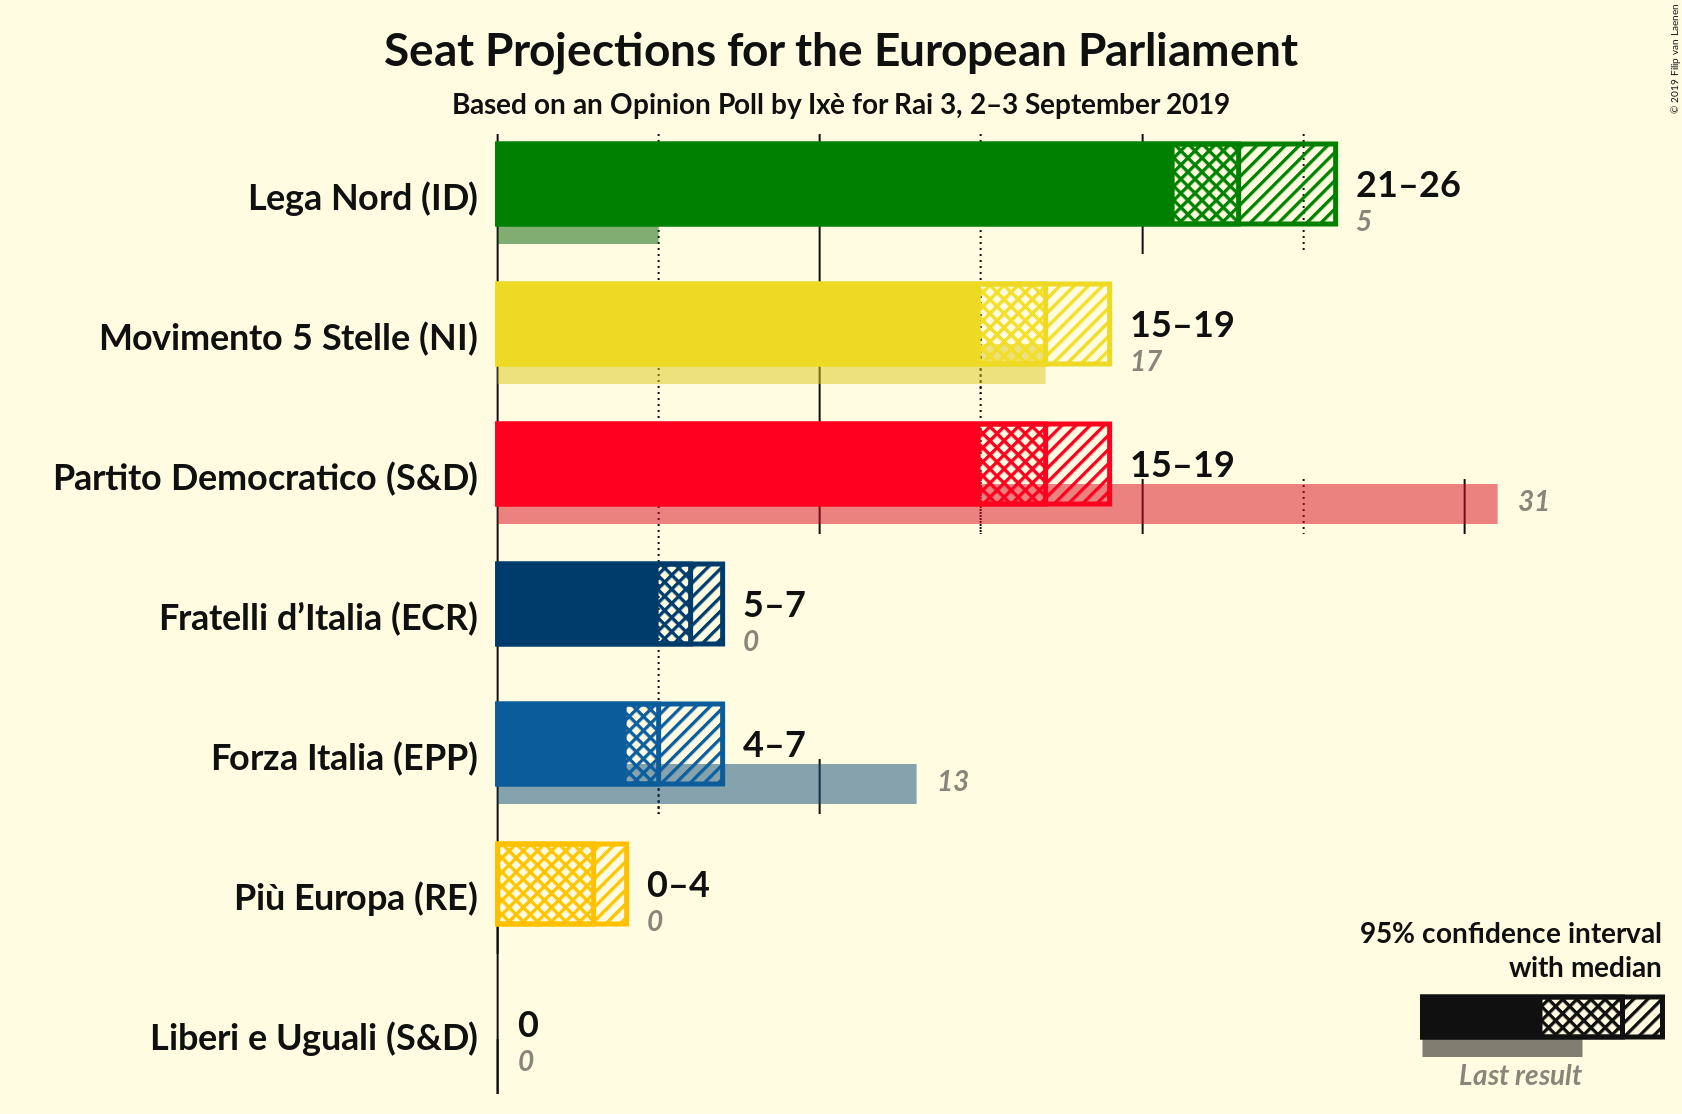 Seat Projections for the European Parliament
Based on an Opinion Poll by Ixè for Rai 3, 2–3 September 2019
© 2019 Filip van Laenen
Lega Nord (ID)
21–26
5
Movimento 5 Stelle (NI)
15–19
17
Partito Democratico (S&D)
15–19
31
Fratelli d’Italia (ECR)
5–7
0
Forza Italia (EPP)
4–7
13
Più Europa (RE)
0–4
0
Liberi e Uguali (S&D)
0
0
95% confidence interval
with median
Last result